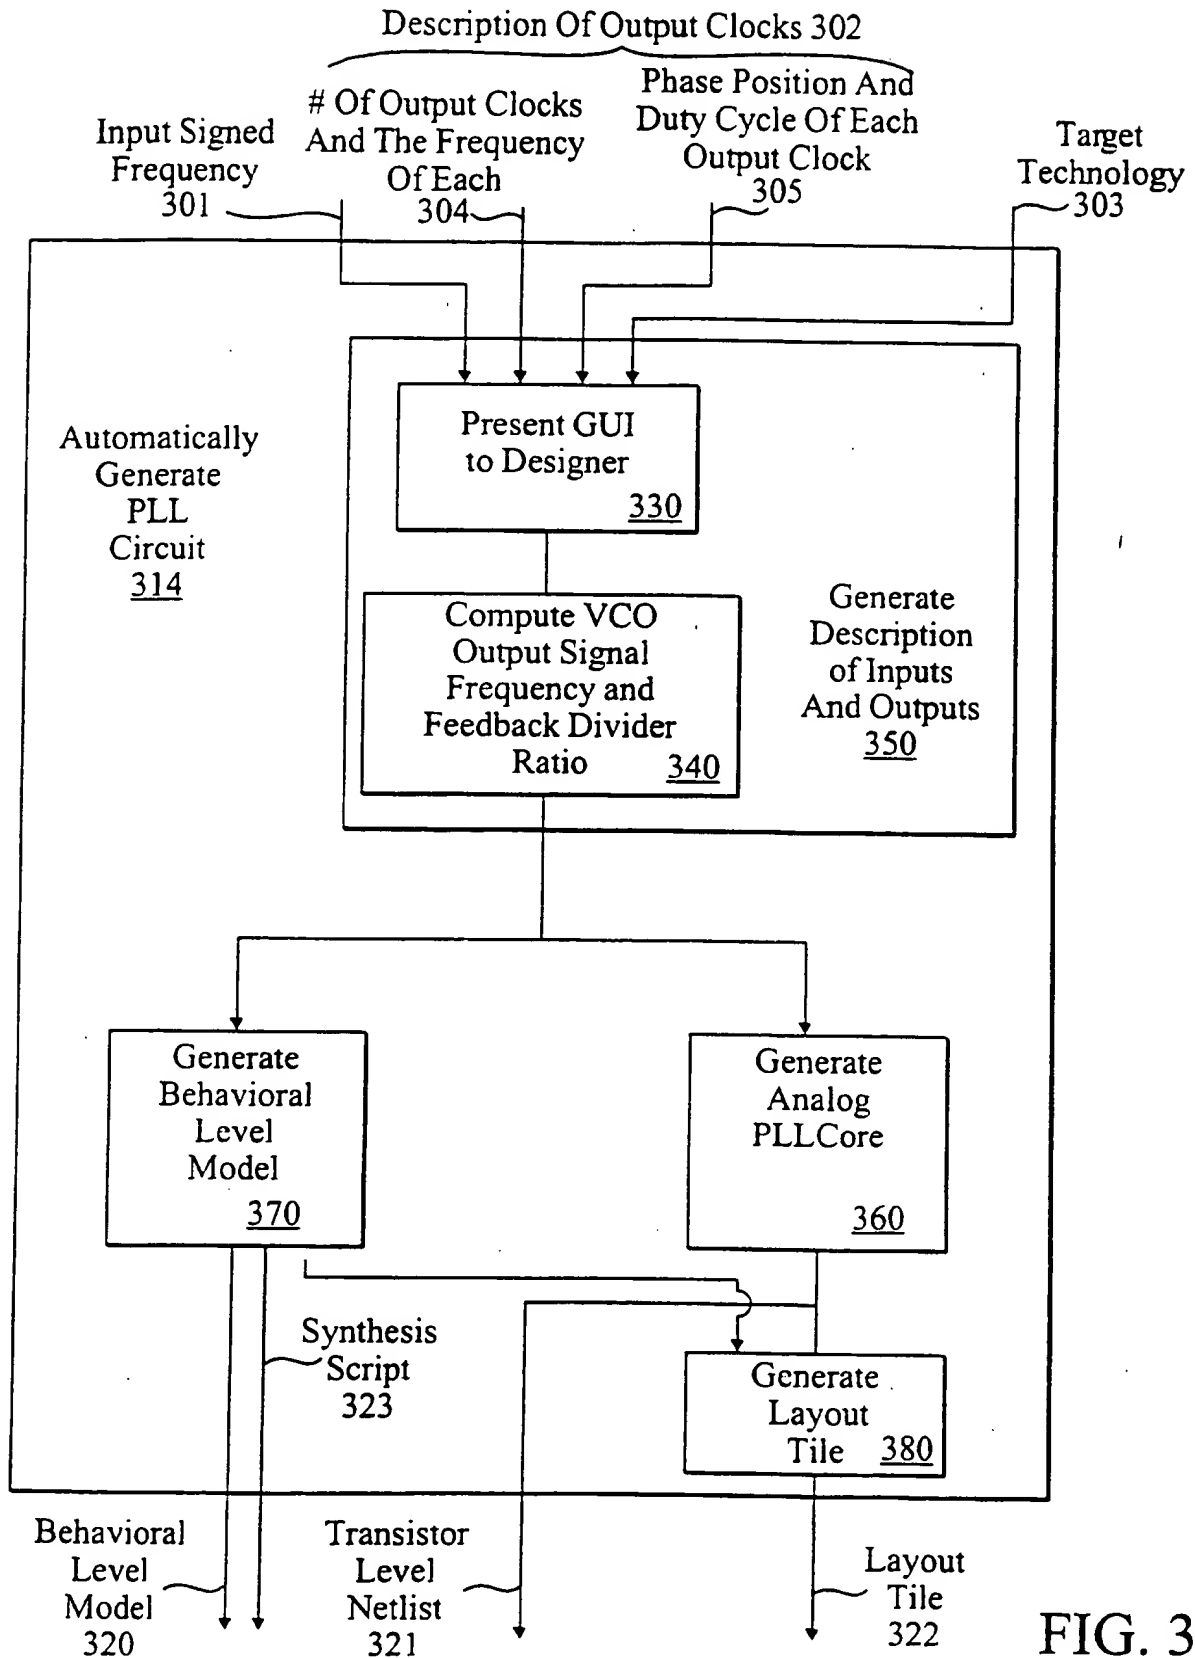 Description Of Output Clocks 302
# Of Output Clocks
And The Frequency
Of Each
304
Phase Position And
Duty Cycle Of Each
Output Clock
305
Input Signed
Frequency
301
Target
Technology
303
Automatically
Generate
PLL
Circuit
314
Present GUI
to Designer
330
Compute VCO
Output Signal
Frequency and
Feedback Divider
Ratio
340
Generate
Description
of Inputs
And Outputs
350
Generate
Behavioral
Level
Model
370
Generate
Analog
PLLCore
360
Synthesis
Script
323
Generate
Layout
Tile
380
Behavioral
Level
Model
320
Transistor
Level
Netlist
321
Layout
Tile
322
FIG. 3